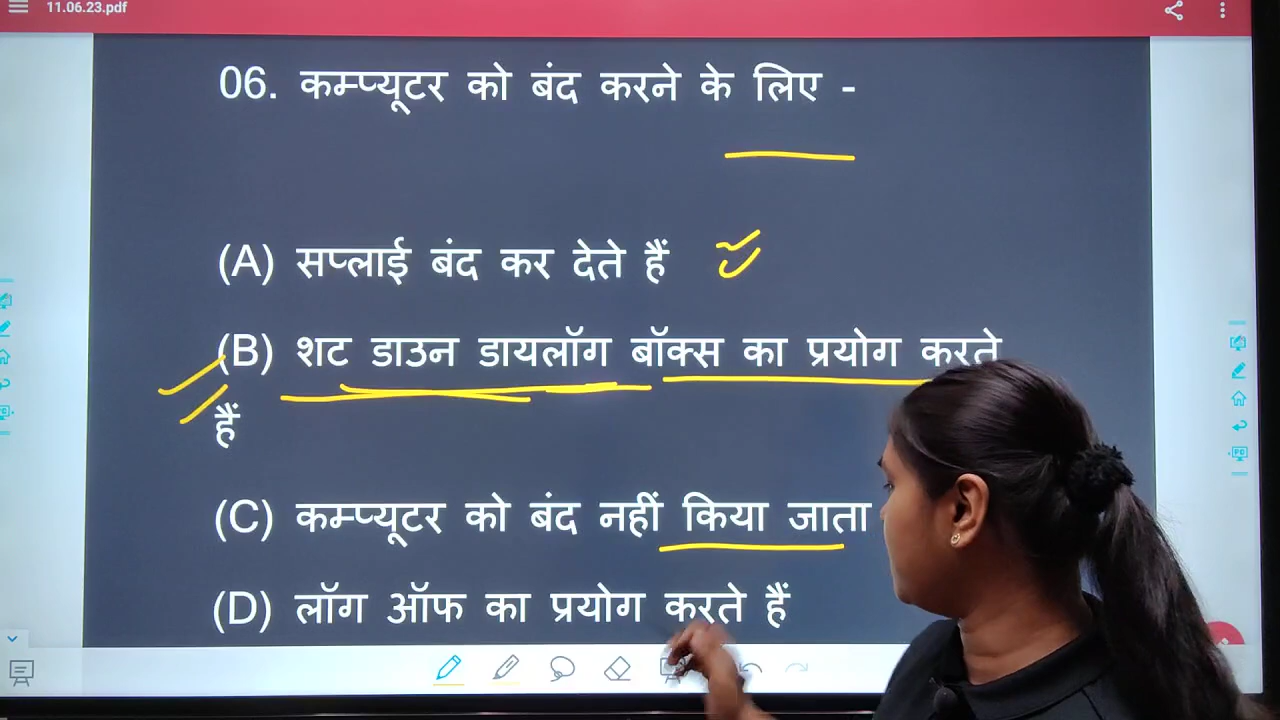 11.06.23.pdf
06. कम्प्यूटर को बंद करने के लिए -
(A) सप्लाई बंद कर देते हैं
(B) शट डाउन डायलॉग बॉक्स का प्रयोग करते
हैं
(C) कम्प्यूटर को बंद नहीं किया जाता
(D) लॉग ऑफ का प्रयोग करते हैं